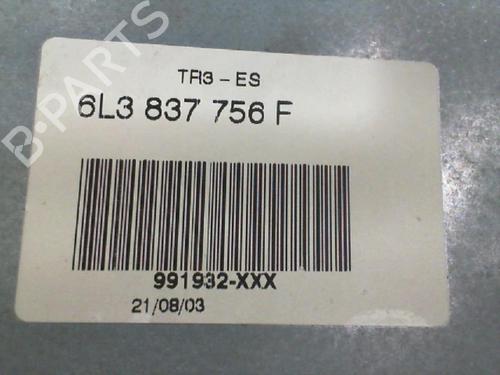 B-PARTS
TR3-ES
6L3 837 756 F
991932-XXX
21/08/03